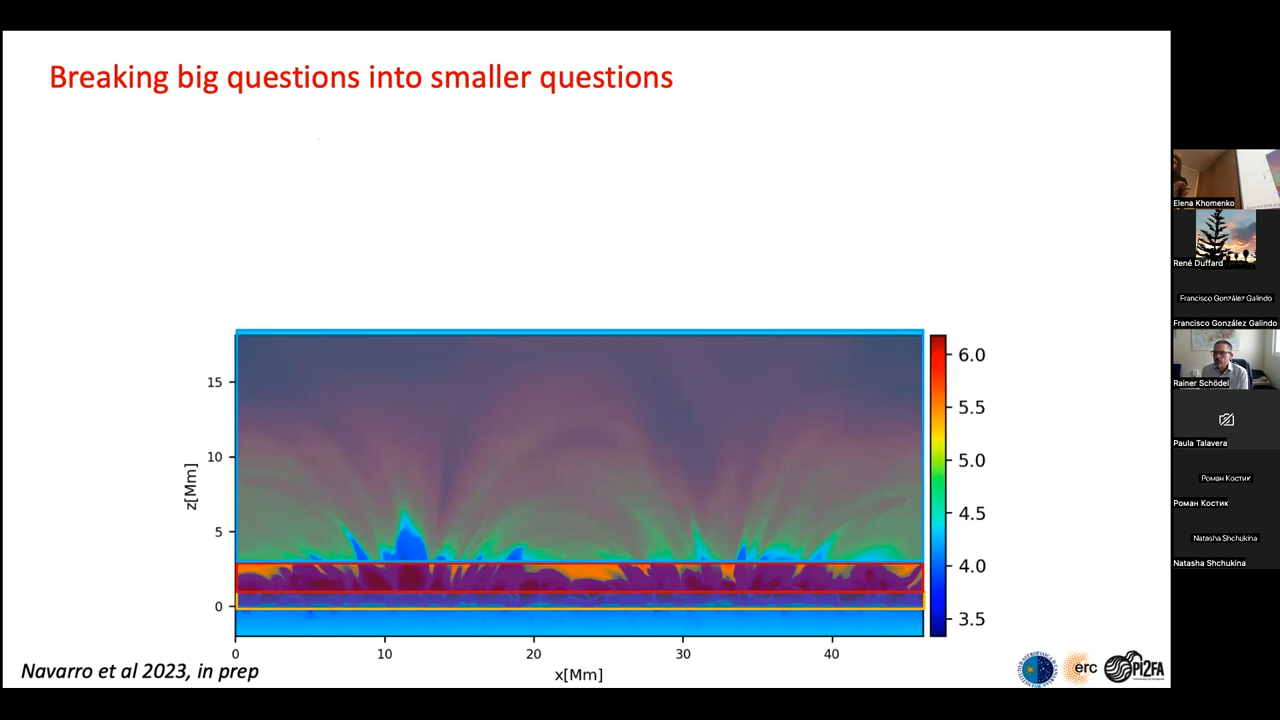 Breaking big questions into smaller questions
15
10
5
0
z[Mm]
0
10
20
30
40
x[Mm]
6.0
5.5
5.0
4.5
4.0
3.5
Navarro et al 2023, in prep
erc
PI2FA
Elena Khomenko
René Duffard
Francisco González Galindo
Francisco González Galindo
Rainer Schödel
Paula Talavera
Роман Костик
Роман Костик
Natasha Shchukina
Natasha Shchukina